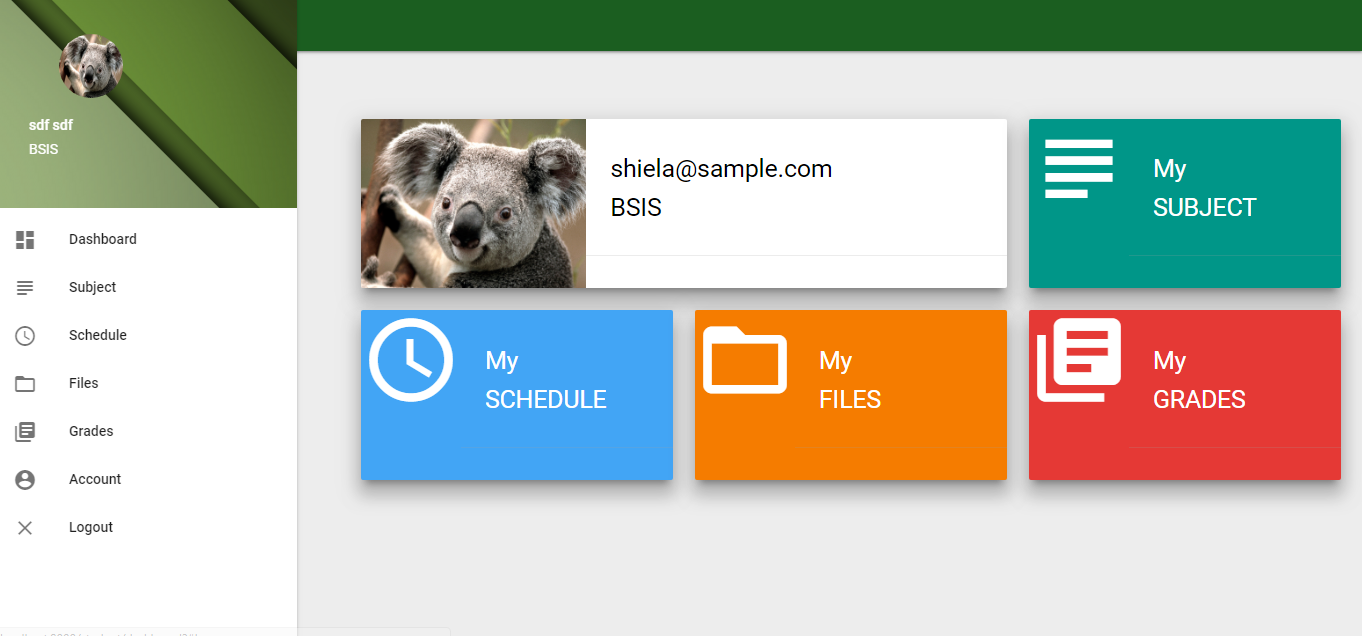 sdf sdf
BSIS
Dashboard
Subject
Schedule
Files
Grades
Account
Logout
shiela@sample.com
BSIS
My
SUBJECT
My
SCHEDULE
My
FILES
My
GRADES